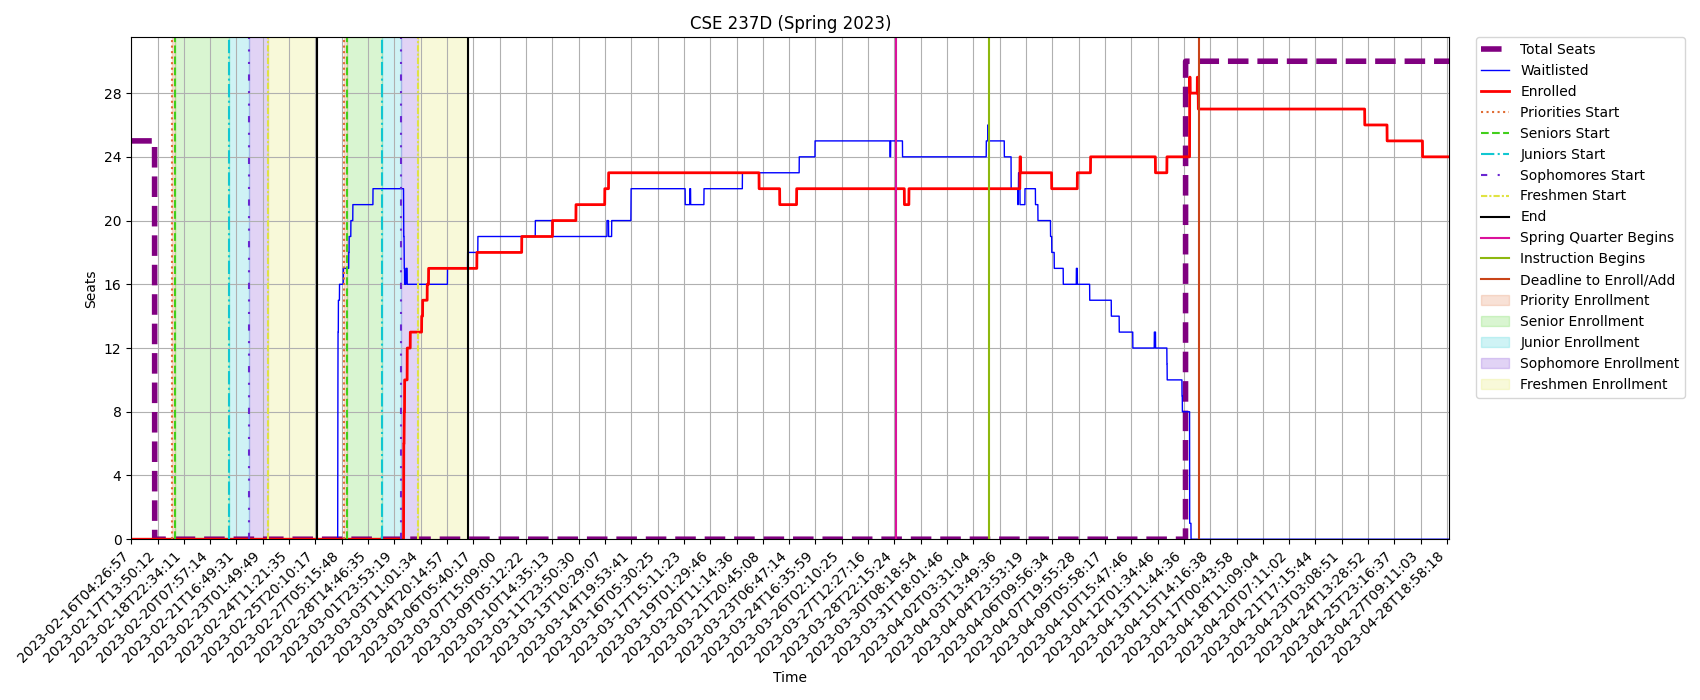 CSE 237D (Spring 2023)
Total Seats
Waitlisted
Enrolled
Priorities Start
Seniors Start
Juniors Start
Sophomores Start
Freshmen Start
End
Spring Quarter Begins
Instruction Begins
Deadline to Enroll/Add
Priority Enrollment
Senior Enrollment
Junior Enrollment
Sophomore Enrollment
Freshmen Enrollment
Seats
28
24
20
16
12
8
4
0
2023-02-16T04:26:57
2023-02-17T13:50:12
2023-02-18T22:34:11
2023-02-20T07:57:14
2023-02-21T16:49:31
2023-02-23T01:49:49
2023-02-24T11:21:35
2023-02-25T20:10:17
2023-02-27T05:15:48
2023-02-28T14:46:35
2023-03-01T23:53:19
2023-03-03T11:01:34
2023-03-04T20:14:57
2023-03-06T05:40:17
2023-03-07T15:09:00
2023-03-09T05:12:22
2023-03-10T14:35:13
2023-03-11T23:50:30
2023-03-13T10:29:07
2023-03-14T19:53:41
2023-03-16T05:30:25
2023-03-17T15:11:23
2023-03-19T01:29:46
2023-03-20T11:14:36
2023-03-21T20:45:08
2023-03-23T06:47:14
2023-03-24T16:35:59
2023-03-26T02:10:25
2023-03-27T12:27:16
2023-03-28T22:15:24
2023-03-30T08:18:54
2023-03-31T18:01:46
2023-04-02T03:31:04
2023-04-03T13:49:36
2023-04-04T23:53:19
2023-04-06T09:56:34
2023-04-07T19:55:28
2023-04-09T05:58:17
2023-04-10T15:47:46
2023-04-12T01:34:46
2023-04-13T11:44:36
2023-04-15T14:16:38
2023-04-17T00:43:58
2023-04-18T11:09:04
2023-04-20T07:11:02
2023-04-21T17:15:44
2023-04-23T03:08:51
2023-04-24T13:28:52
2023-04-25T23:16:37
2023-04-27T09:11:03
2023-04-28T18:58:18
Time